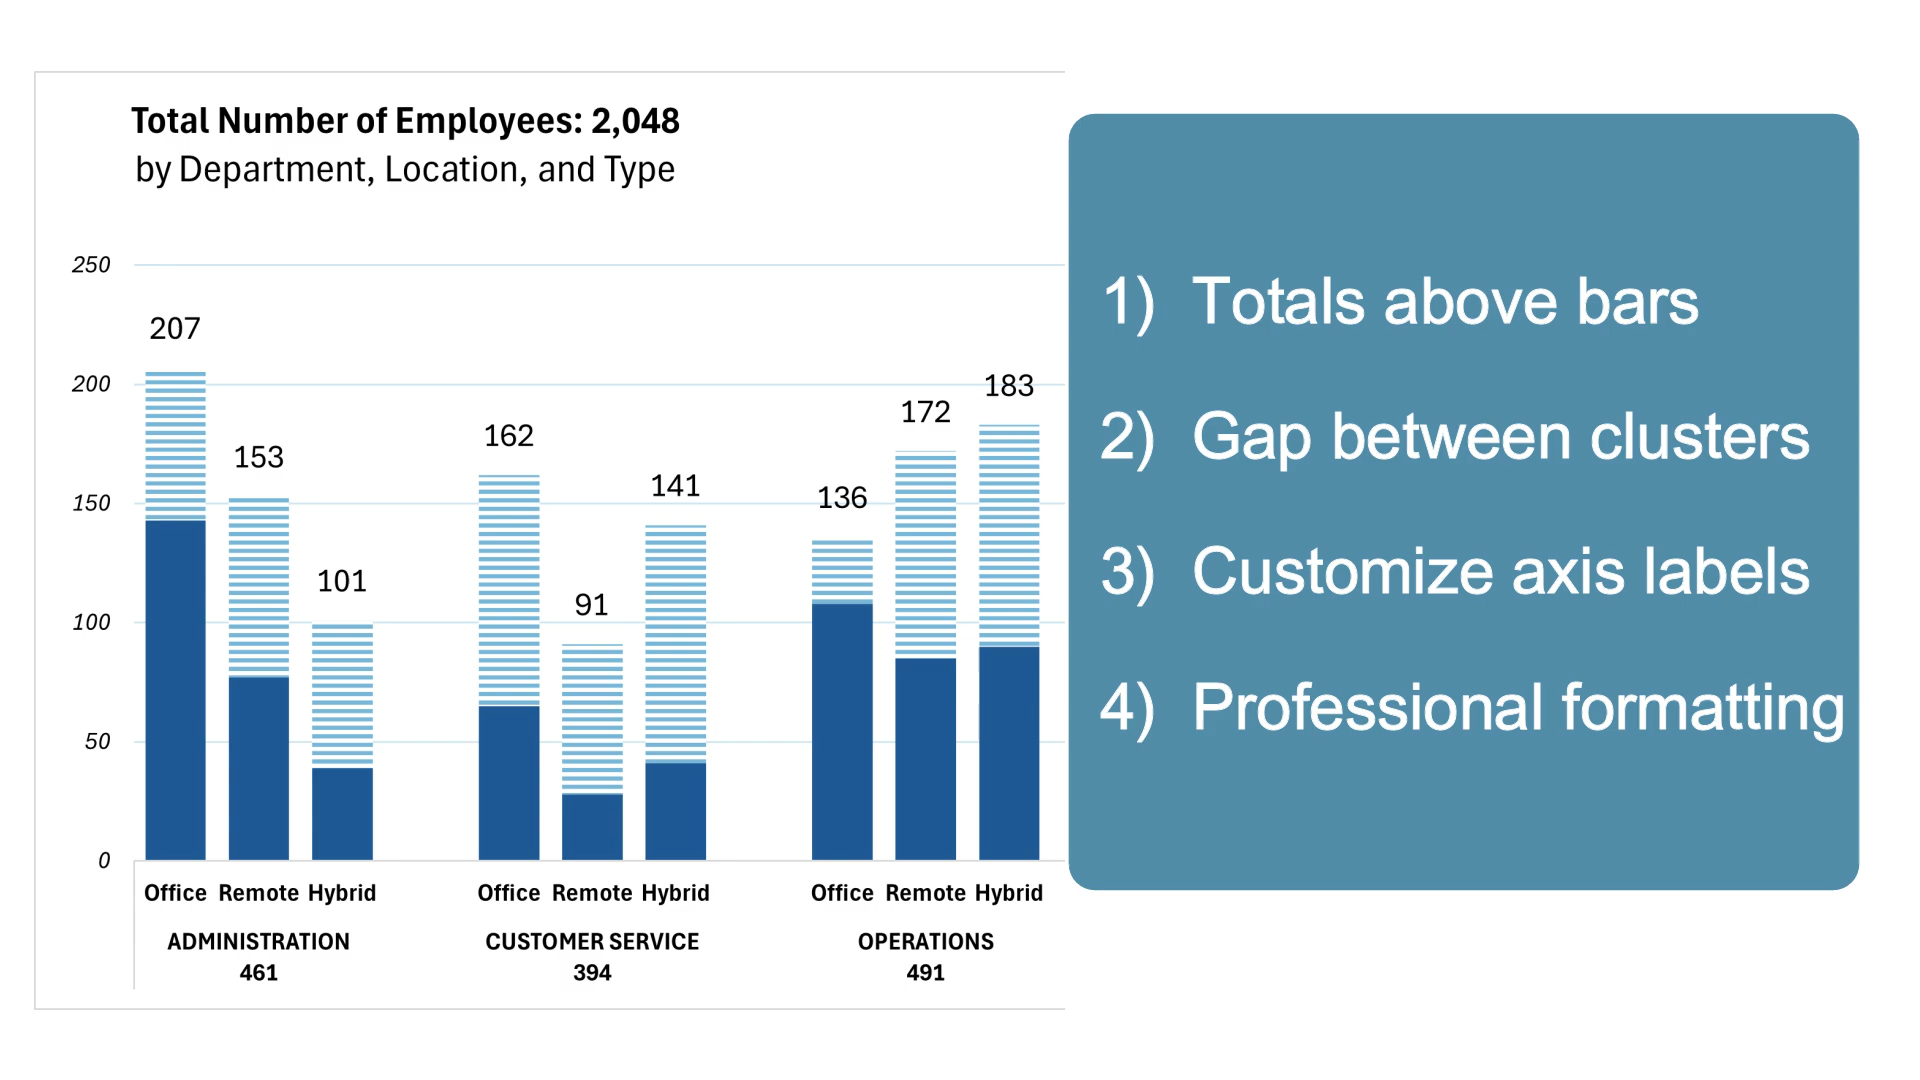 Total Number of Employees: 2,048
by Department, Location, and Type
250
200
150
100
50
0
207
153
101
162
91
141
136
172
183
Office Remote Hybrid
Office Remote Hybrid
Office Remote Hybrid
ADMINISTRATION
461
CUSTOMER SERVICE
394
OPERATIONS
491
1) Totals above bars
2) Gap between clusters
3) Customize axis labels
4) Professional formatting